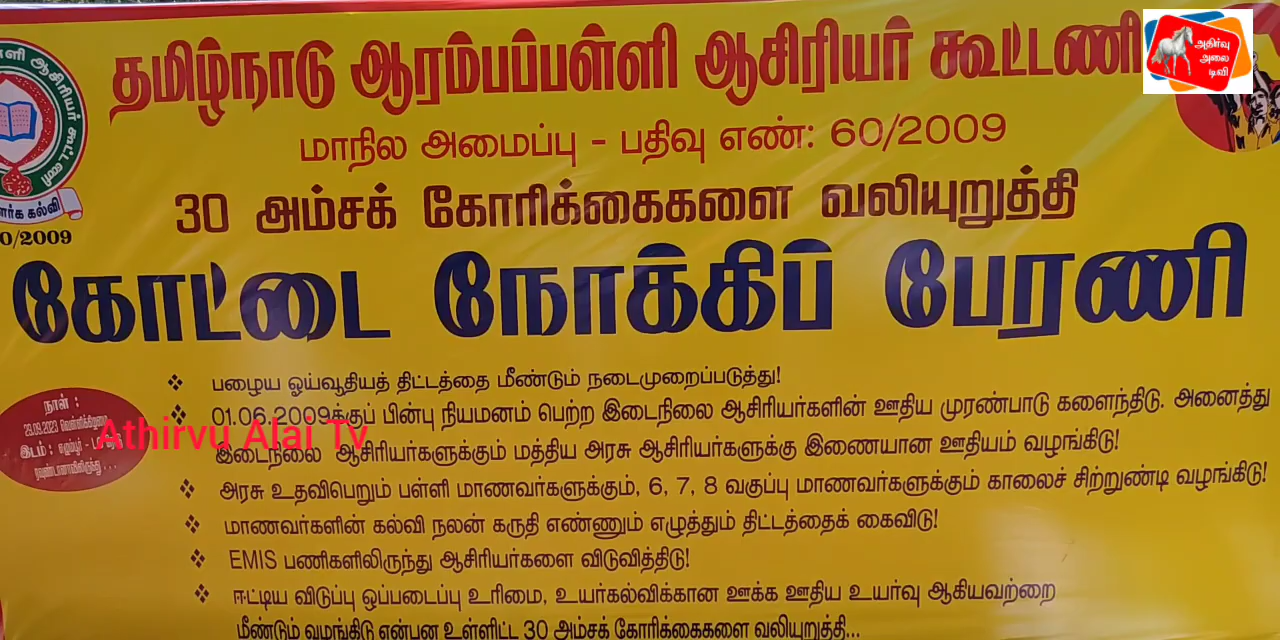 தமிழ்நாடு ஆரம்பப்பள்ளி ஆசிரியர் கூட்டணி
அதிர்வு
அலை
டிவி
மாநில அமைப்பு - பதிவு எண்: 60/2009
30 அம்சக் கோரிக்கைகளை வலியுறுத்தி
0/2009
கோட்டை நோக்கிப் பேரணி
❖ பழைய ஓய்வூதியத் திட்டத்தை மீண்டும் நடைமுறைப்படுத்து!
❖ 01.06.2009க்குப் பின்பு நியமனம் பெற்ற இடைநிலை ஆசிரியர்களின் ஊதிய முரண்பாடு களைந்திடு. அனைத்து
இடைநிலை ஆசிரியர்களுக்கும் மத்திய அரசு ஆசிரியர்களுக்கு இணையான ஊதியம் வழங்கிடு!
❖ அரசு உதவிபெறும் பள்ளி மாணவர்களுக்கும், 6, 7, 8 வகுப்பு மாணவர்களுக்கும் காலைச் சிற்றுண்டி வழங்கிடு!
❖ மாணவர்களின் கல்வி நலன் கருதி எண்ணும் எழுத்தும் திட்டத்தைக் கைவிடு!
❖ EMIS பணிகளிலிருந்து ஆசிரியர்களை விடுவித்திடு!
❖ ஈட்டிய விடுப்பு ஒப்படைப்பு உரிமை, உயர்கல்விக்கான ஊக்க ஊதிய உயர்வு ஆகியவற்றை
மீண்டும் வழங்கிடு என்பன உள்ளிட்ட 30 அம்சக் கோரிக்கைகளை வலியுறுத்தி...
நாள் :
இடம் :
Athirvu Alai Tv